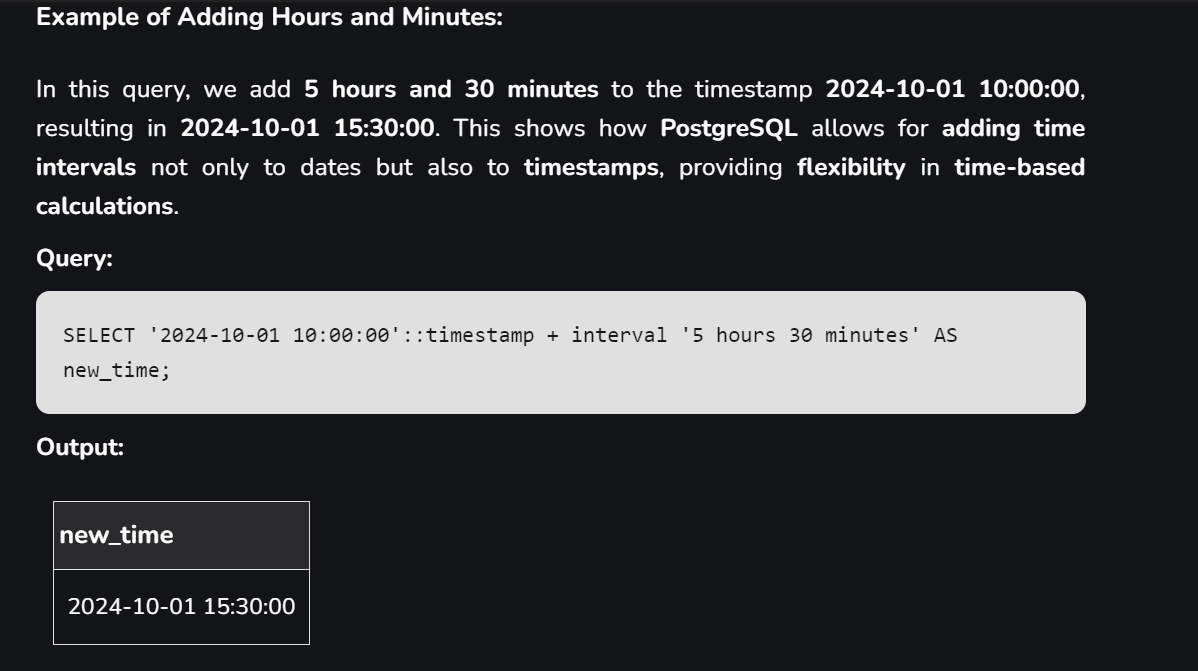 Example of Adding Hours and Minutes:
In this query, we add 5 hours and 30 minutes to the timestamp 2024-10-01 10:00:00,
resulting in 2024-10-01 15:30:00. This shows how PostgreSQL allows for adding time
intervals not only to dates but also to timestamps, providing flexibility in time-based
calculations.
Query:
SELECT '2024-10-01 10:00:00'::timestamp + interval '5 hours 30 minutes' AS
new_time;
Output:
new_time
2024-10-01 15:30:00